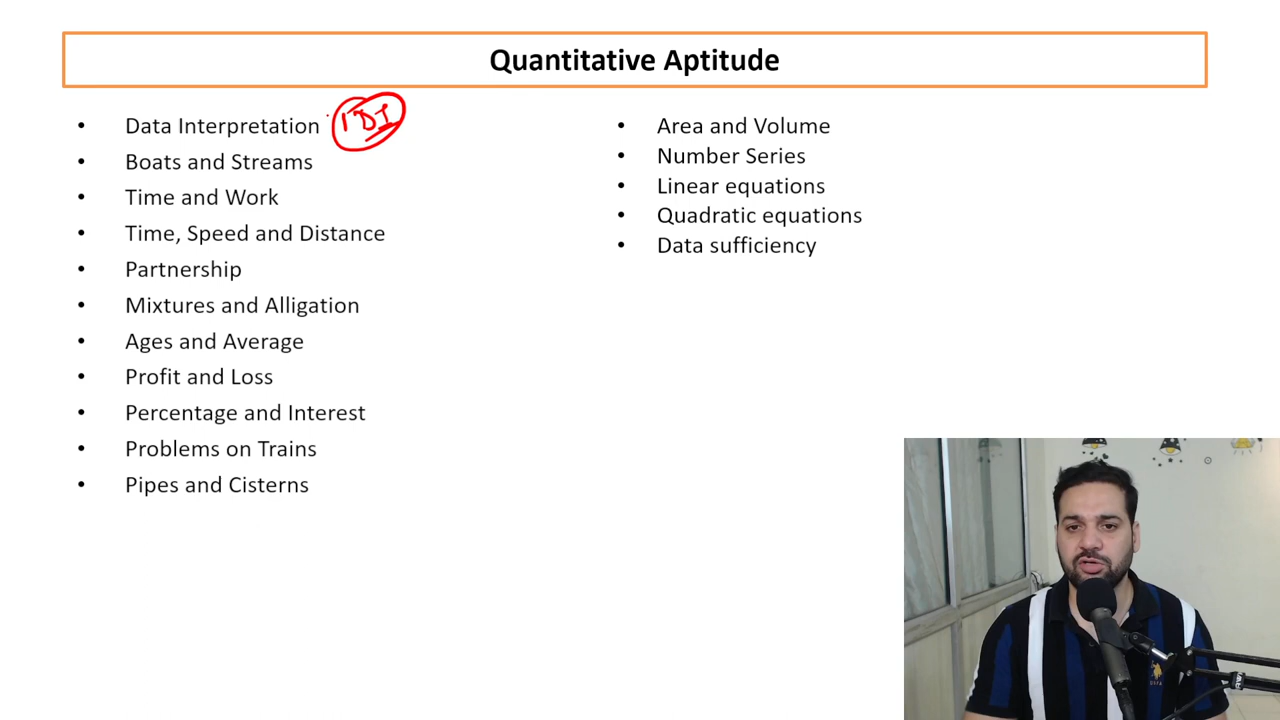 Quantitative Aptitude
• Data Interpretation
• Boats and Streams
• Time and Work
• Time, Speed and Distance
• Partnership
• Mixtures and Alligation
• Ages and Average
• Profit and Loss
• Percentage and Interest
• Problems on Trains
• Pipes and Cisterns
• Area and Volume
• Number Series
• Linear equations
• Quadratic equations
• Data sufficiency